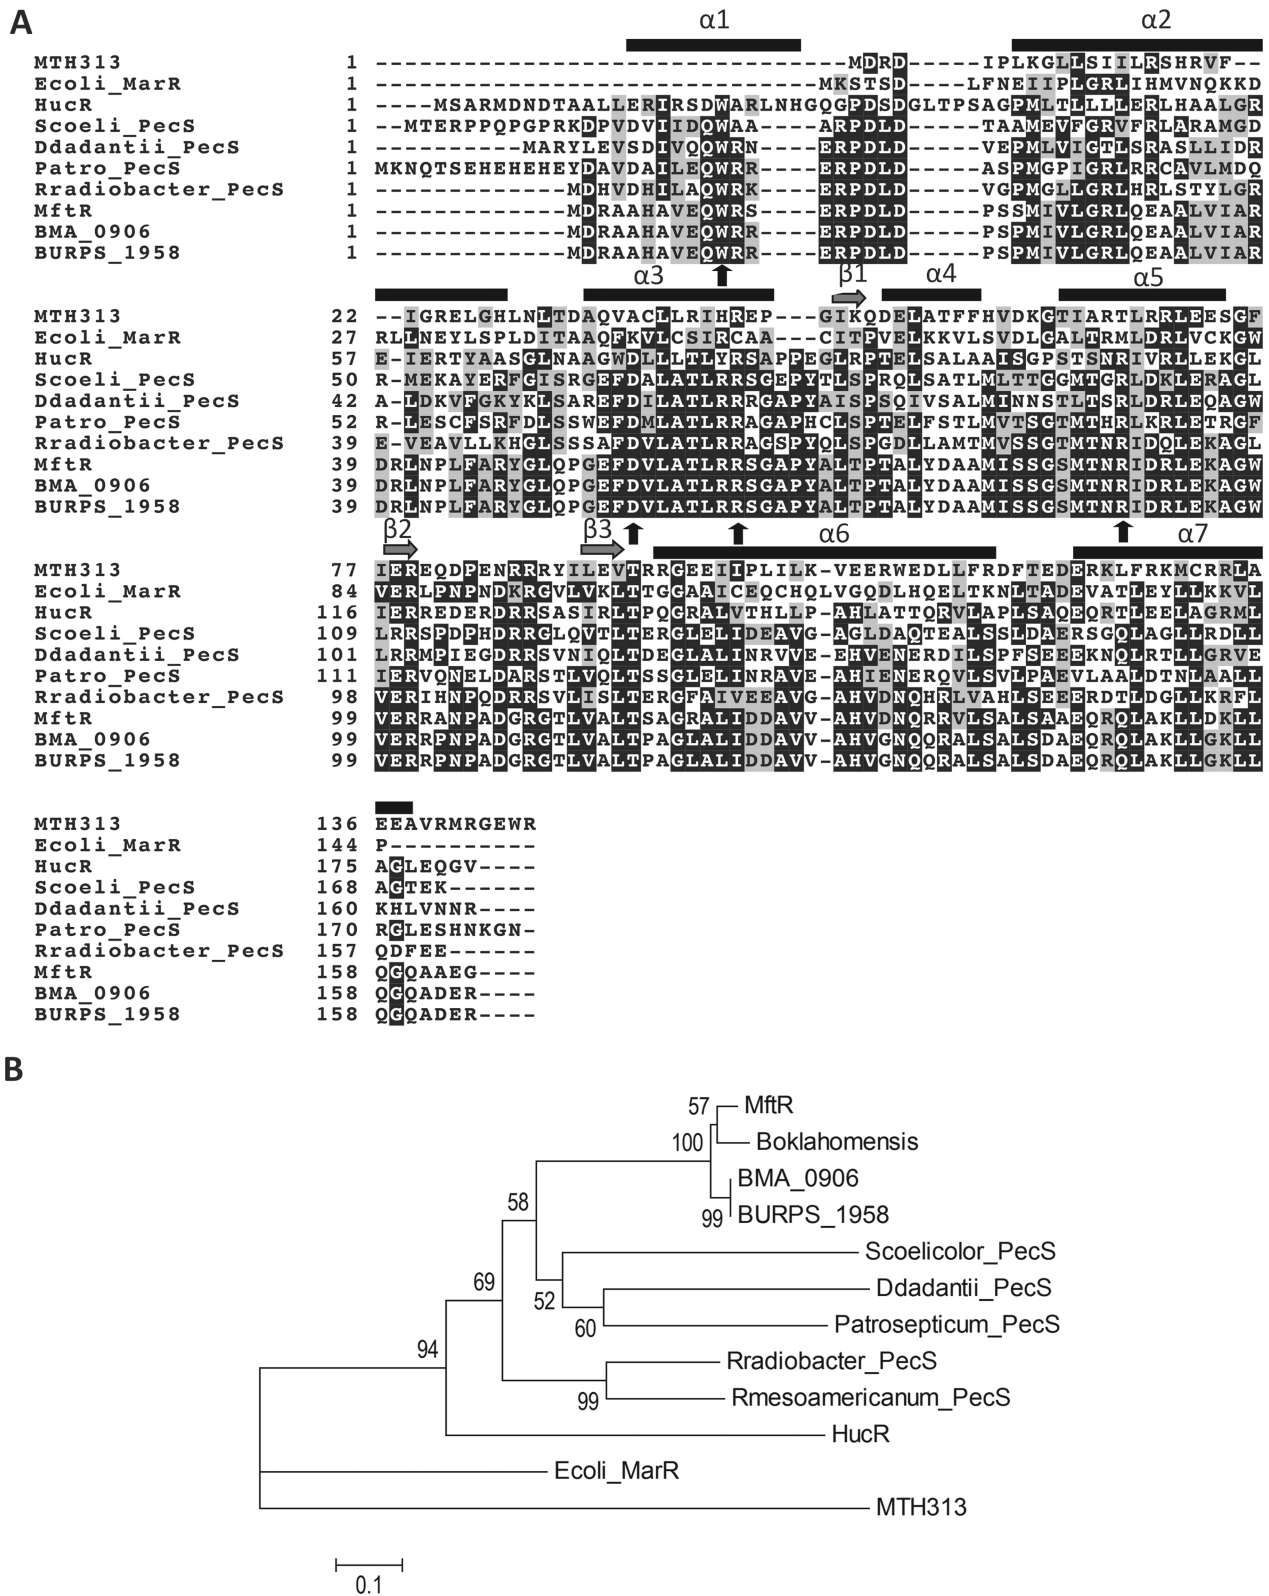 A
α1 α2
MTH313 1 --------------------------------MDRD-----IPLKGLLSIILRSHRVF--
Ecoli_MarR 1 ------------------------------MKSTSD----LFNEIIPLGRLIHMVNQKKD
HucR 1 ----MSARMDNDTAALLERIRSDWARLNHGQGPDSDGLTPSAGPMLTLLLLERLHAALGR
Scoeli_PecS 1 --MTERPPQPGPRKDPVDVIIDQWAA----ARPDLD-----TAAMEVFGRVFRLARAMGD
Ddadantii_PecS 1 ----------MARYLEVSDIVQQWRN----ERPDLD-----VEPMLVIGTLSRASLLIDR
Patro_PecS 1 MKNQTSEHEHEHEYDAVDAILEQWRR----ERPDLD-----ASPMGPIGRLRRCAVLMDQ
Rradiobacter_PecS 1 -------------MDHVDHILAQWRK----ERPDLD-----VGPMGLLGRLHRLSTYLGR
MftR 1 -------------MDRAAHAVEQWRS----ERPDLD-----PSSMIVLGRLQEAALVIAR
BMA_0906 1 -------------MDRAAHAVEQWRR----ERPDLD-----PSPMIVLGRLQEAALVIAR
BURPS_1958 1 -------------MDRAAHAVEQWRR----ERPDLD-----PSPMIVLGRLQEAALVIAR
α3 β1 α4 α5
MTH313 22 --IGRELGHLNLTDAQVACLLRIHREP---GIKQDELATFFHVDKGTIARTLRRLEESGF
Ecoli_MarR 27 RLLNEYLSPLDITAAQFKVLCSIRCAA---CITPVELKKVLSVDLGALTRMLDRLVCKGW
HucR 57 E-IERTYAASGLNAAGWDLLLTLYRSAPPEGLRPTELSALAAISGPSTSNRIVRLLEKGL
Scoeli_PecS 50 R-MEKAYERFGISRGEFDALATLRRSGEPYTLSPRQLSATLMLTTGGMTGRLDKLERAGL
Ddadantii_PecS 42 A-LDKVFGKYKLSAREFDILATLRRRGAPYAISPSQIVSALMINNSTLTSRLDRLEQAGW
Patro_PecS 52 R-LESCFSRFDLSSWEFDMLATLRRAGAPHCLSPTELFSTLMVTSGTMTHRLKRLETRGF
Rradiobacter_PecS 39 E-VEAVLLKHGLSSSAFDVLATLRRAGSPYQLSPGDLLAMTMVSSGTMTNRIDQLEKAGL
MftR 39 DRLNPLFARYGLQPGEFDVLATLRRSGAPYALTPTALYDAAMISSGSMTNRIDRLEKAGW
BMA_0906 39 DRLNPLFARYGLQPGEFDVLATLRRSGAPYALTPTALYDAAMISSGSMTNRIDRLEKAGW
BURPS_1958 39 DRLNPLFARYGLQPGEFDVLATLRRSGAPYALTPTALYDAAMISSGSMTNRIDRLEKAGW
β2 β3 α6 α7
MTH313 77 IEREQDPENRRRYILEVTRRGEEIIPLILK-VEERWEDLLFRDFTEDERKLFRKMCRRLA
Ecoli_MarR 84 VERLPNPNDKRGVLVKLTTGGAAICEQCHQLVGQDLHQELTKNLTADEVATLEYLLKKVL
HucR 116 IERREDERDRRSASIRLTPQGRALVTHLLP-AHLATTQRVLAPLSAQEQRTLEELAGRML
Scoeli_PecS 109 LRRSPDPHDRRGLQVTLTERGLELIDEAVG-AGLDAQTEALSSLDAERSGQLAGLLRDLL
Ddadantii_PecS 101 LRRMPIEGDRRSVNIQLTDEGLALINRVVE-EHVENERDILSPFSEEEKNQLRTLLGRVE
Patro_PecS 111 IERVQNELDARSTLVQLTSSGLELINRAVE-AHIENERQVLSVLPAEVLAALDTNLAALL
Rradiobacter_PecS 98 VERIHNPQDNRSVLISLTERGFAIVEEAVG-AHVDNQHRLVAHLSEEERDTLDGLLKRFL
MftR 99 VERRANPADGRGTLVALTSAGRALIDDAVV-AHVDNQRRVLSALSAAEQRQLAKLLDKLL
BMA_0906 99 VERRPNPADGRGTLVALTPAGLALIDDAVV-AHVGNQQRALSALSDAEQRQLAKLLGKLL
BURPS_1958 99 VERRPNPADGRGTLVALTPAGLALIDDAVV-AHVGNQQRALSALSDAEQRQLAKLLGKLL
MTH313 136 EEAVRMRGEWR
Ecoli_MarR 144 P----------
HucR 175 AGLEQGV----
Scoeli_PecS 168 AGTEK------
Ddadantii_PecS 160 KHLVNNR----
Patro_PecS 170 RGLESHNKGN-
Rradiobacter_PecS 157 QDFEE------
MftR 158 QGQAAEG----
BMA_0906 158 QGQADER----
BURPS_1958 158 QGQADER----
B
57 MftR
100 Boklahomensis
BMA_0906
58 99 BURPS_1958
Scoelicolor_PecS
69 Ddadantii_PecS
52
60 Patrosepticum_PecS
94 Rradiobacter_PecS
99 Rmesoamericanum_PecS
HucR
Ecoli_MarR
MTH313
0.1